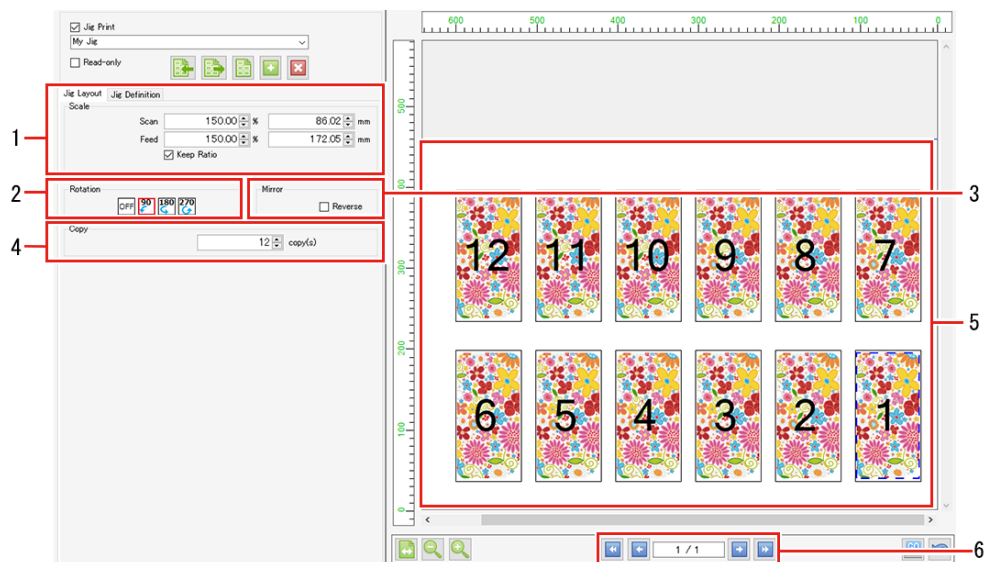 Jig Print
My Jig
Read-only
Jig Layout Jig Definition
Scale
Scan 150.00 % 86.02 mm
Feed 150.00 % 172.05 mm
Keep Ratio
Rotation Mirror
OFF 90 180 270 Reverse
Copy
12 copy(s)
1
2
3
4
5
6
600 500 400 300 200 100 0
500
300
200
100
0
12 11 10 9 8 7
6 5 4 3 2 1
1 / 1